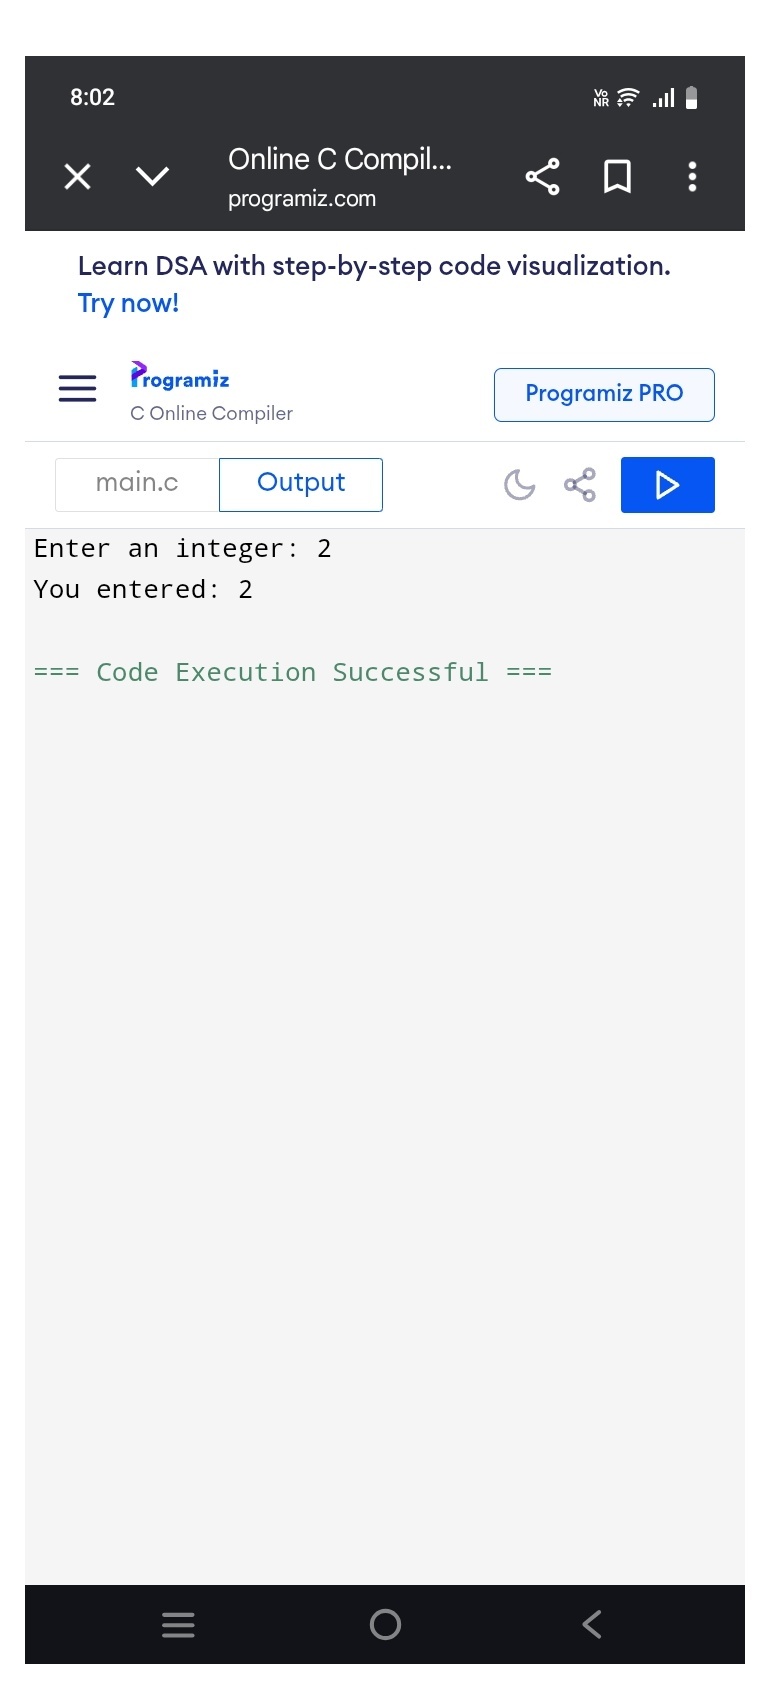 8:02
Vo
NR
Online C Compil...
programiz.com
Learn DSA with step-by-step code visualization.
Try now!
Programiz
C Online Compiler
Programiz PRO
main.c
Output
Enter an integer: 2
You entered: 2
=== Code Execution Successful ===